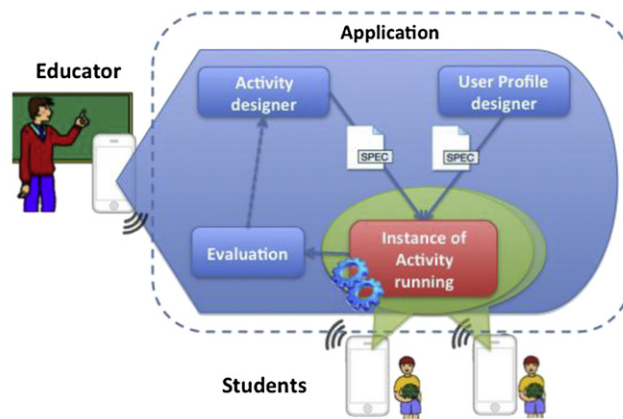 Application
Educator
Activity
designer
User Profile
designer
SPEC
SPEC
Evaluation
Instance of
Activity
running
Students